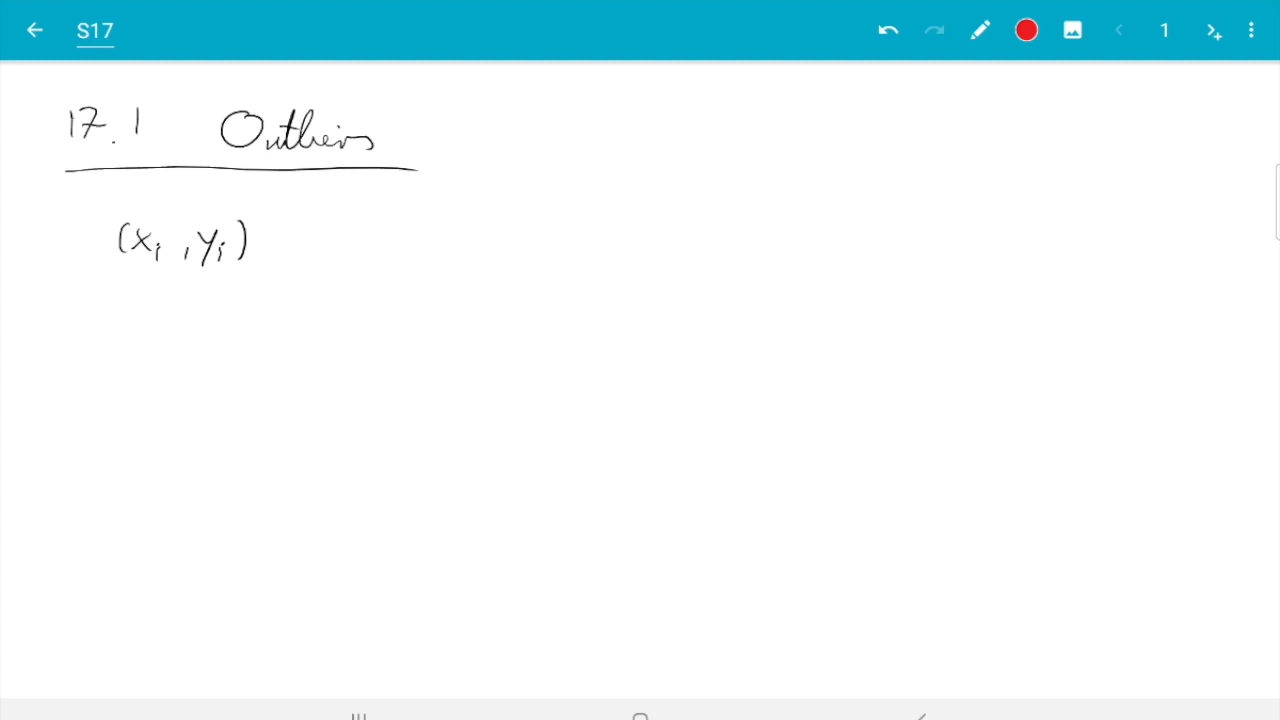 S17
1
17.1 Outliers
(xᵢ, yᵢ)